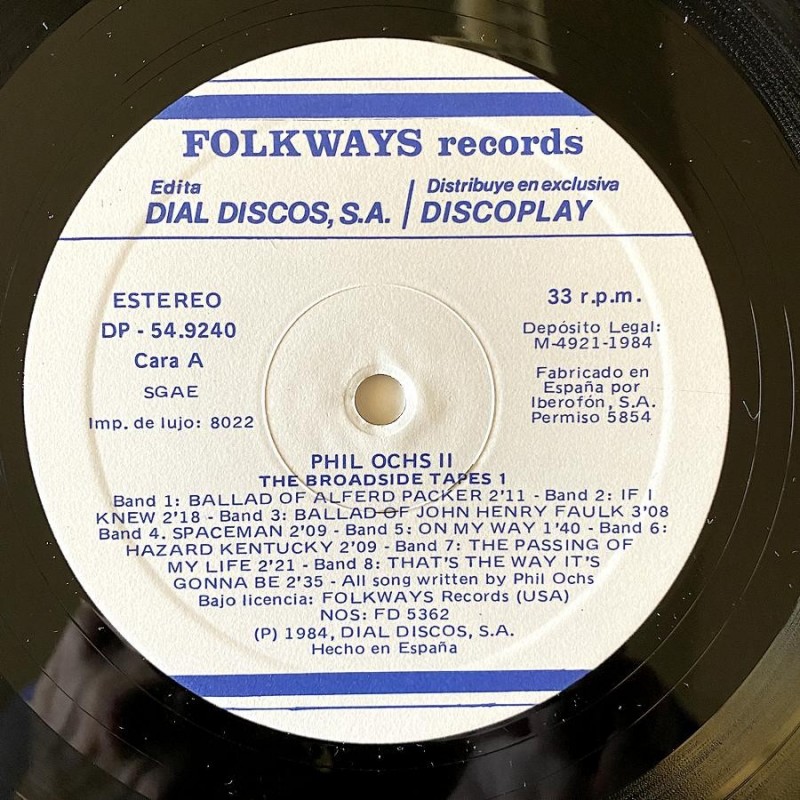 FOLKWAYS records
Edita
DIAL DISCOS, S.A.
Distribuye en exclusiva
DISCOPLAY
ESTEREO
DP - 54.9240
Cara A
SGAE
Imp. de lujo: 8022
33 r.p.m.
Depósito Legal:
M-4921-1984
Fabricado en
España por
Iberofón, S.A.
Permiso 5854
PHIL OCHS II
THE BROADSIDE TAPES 1
Band 1: BALLAD OF ALFERD PACKER 2'11 - Band 2: IF I
KNEW 2'18 - Band 3: BALLAD OF JOHN HENRY FAULK 3'08
Band 4. SPACEMAN 2'09 - Band 5: ON MY WAY 1'40 - Band 6:
HAZARD KENTUCKY 2'09 - Band 7: THE PASSING OF
MY LIFE 2'21 - Band 8: THAT'S THE WAY IT'S
GONNA BE 2'35 - All song written by Phil Ochs
Bajo licencia: FOLKWAYS Records (USA)
NOS: FD 5362
(P) 1984, DIAL DISCOS, S.A.
Hecho en España